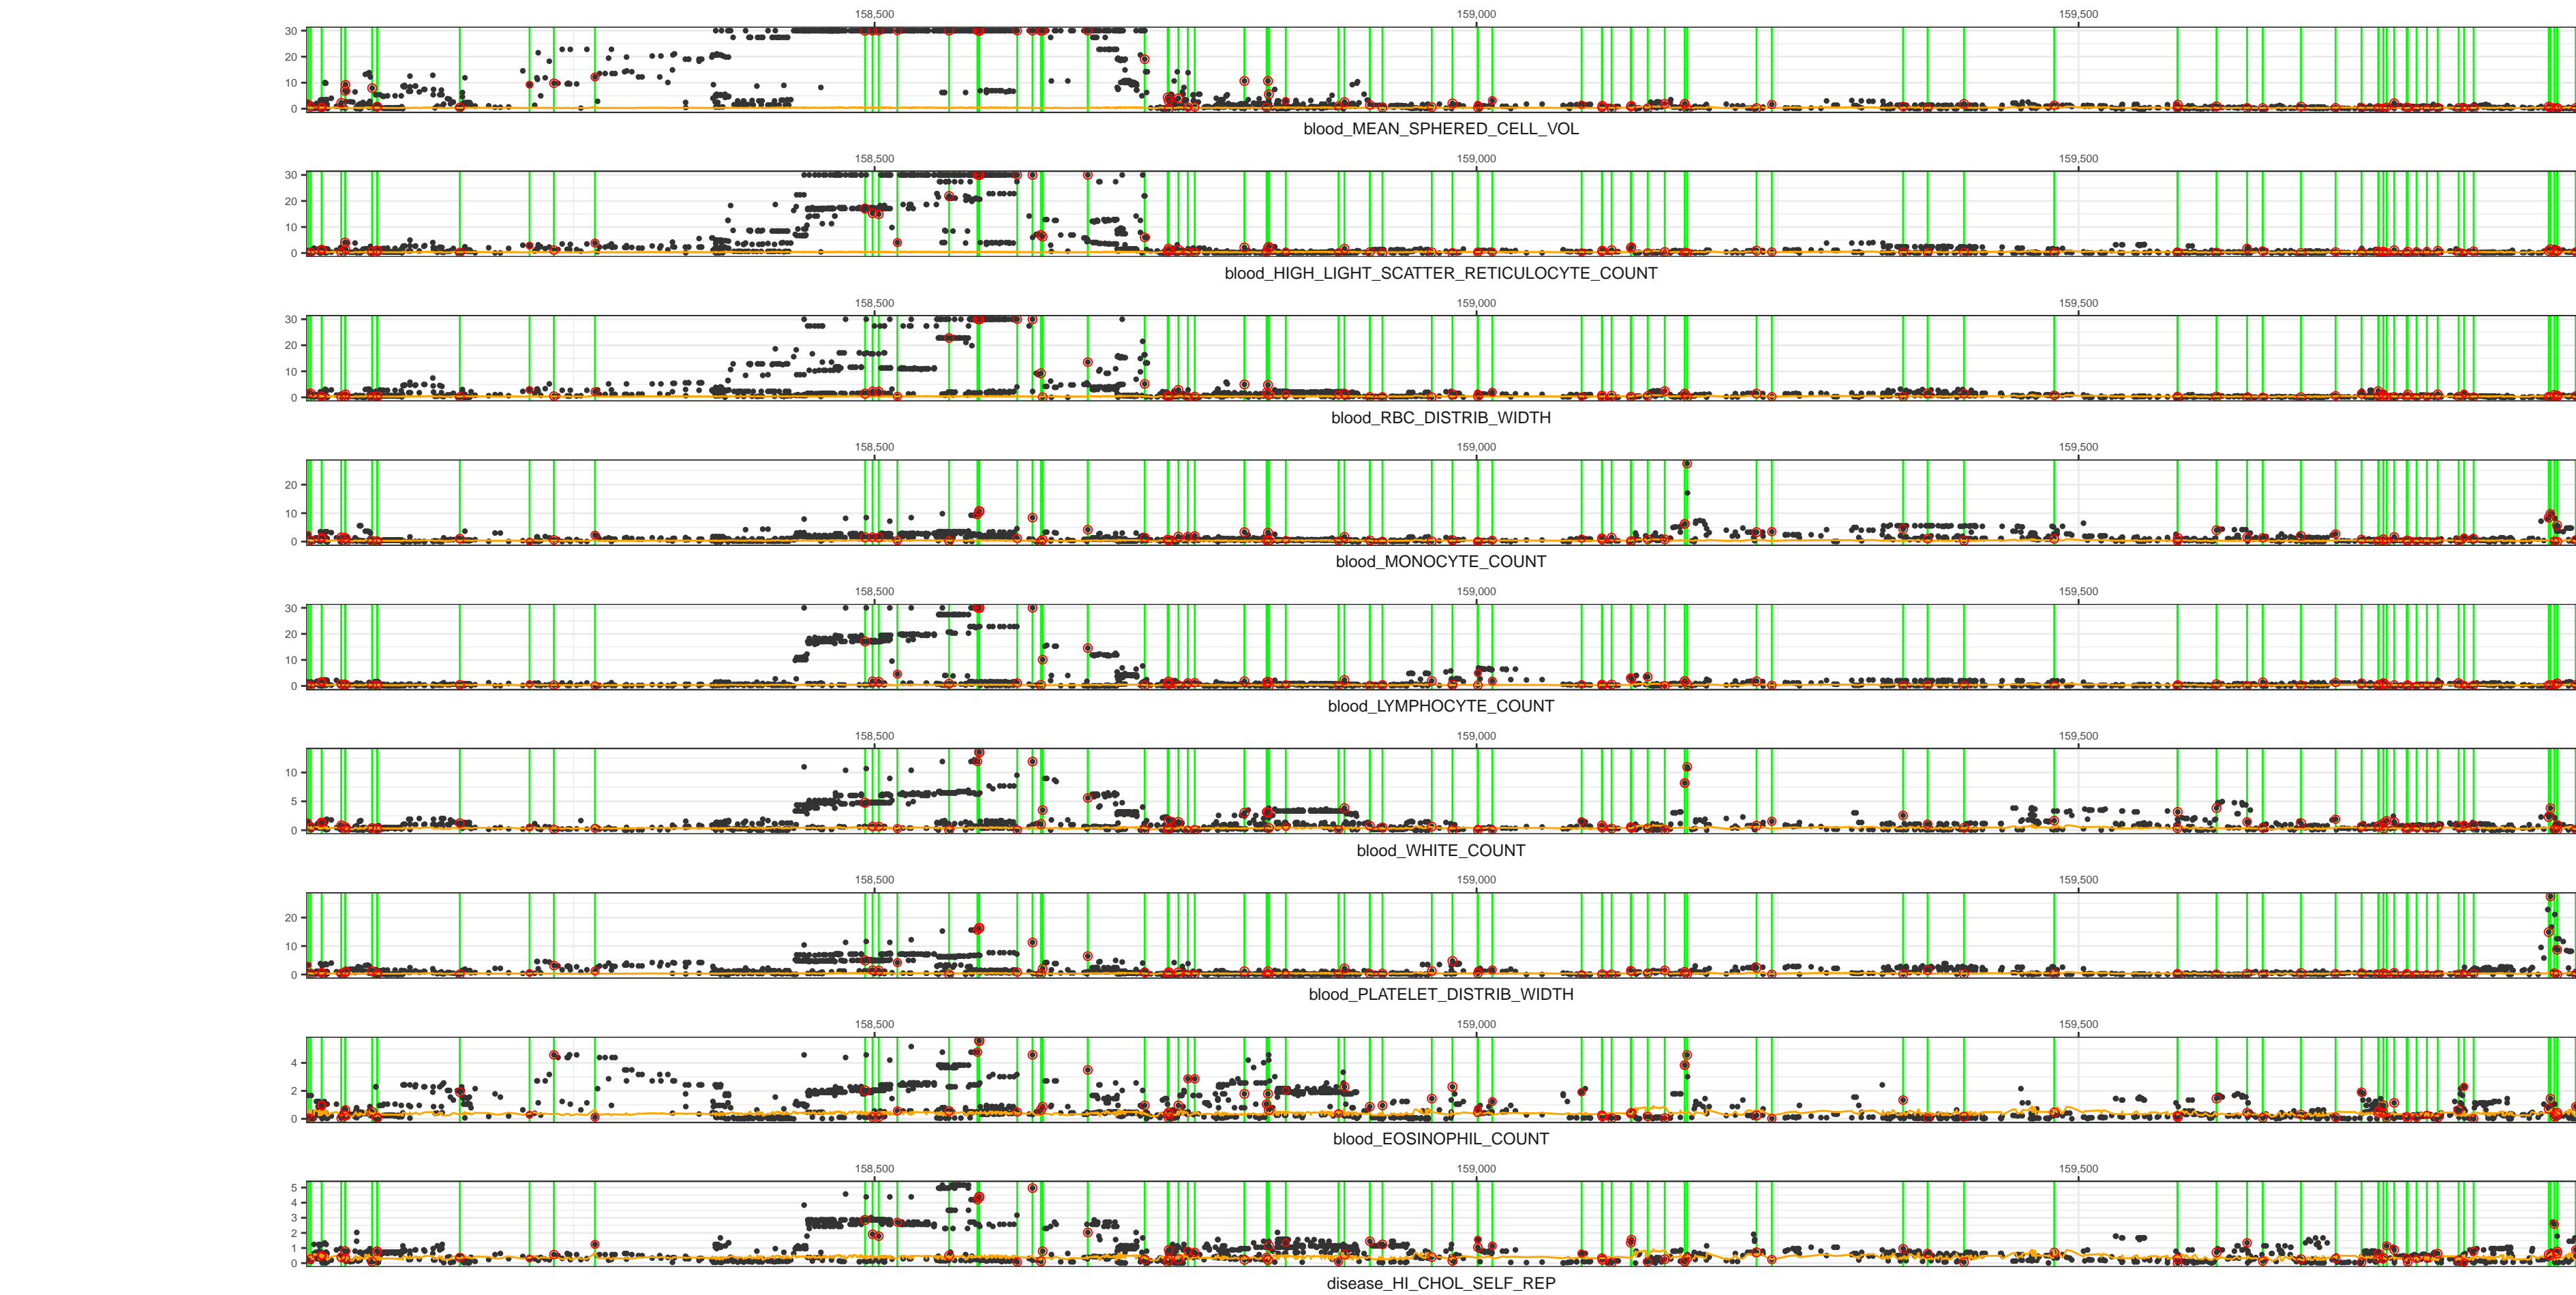 158,500 159,000 159,500
30
20
10
0
blood_MEAN_SPHERED_CELL_VOL
158,500 159,000 159,500
30
20
10
0
blood_HIGH_LIGHT_SCATTER_RETICULOCYTE_COUNT
158,500 159,000 159,500
30
20
10
0
blood_RBC_DISTRIB_WIDTH
158,500 159,000 159,500
20
10
0
blood_MONOCYTE_COUNT
158,500 159,000 159,500
30
20
10
0
blood_LYMPHOCYTE_COUNT
158,500 159,000 159,500
10
5
0
blood_WHITE_COUNT
158,500 159,000 159,500
20
10
0
blood_PLATELET_DISTRIB_WIDTH
158,500 159,000 159,500
4
2
0
blood_EOSINOPHIL_COUNT
158,500 159,000 159,500
5
4
3
2
1
0
disease_HI_CHOL_SELF_REP